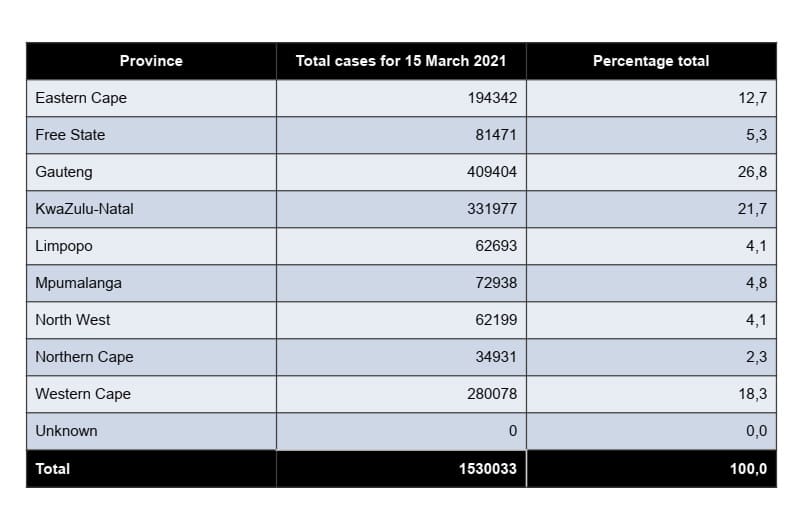 Province Total cases for 15 March 2021 Percentage total
Eastern Cape 194342 12,7
Free State 81471 5,3
Gauteng 409404 26,8
KwaZulu-Natal 331977 21,7
Limpopo 62693 4,1
Mpumalanga 72938 4,8
North West 62199 4,1
Northern Cape 34931 2,3
Western Cape 280078 18,3
Unknown 0 0,0
Total 1530033 100,0